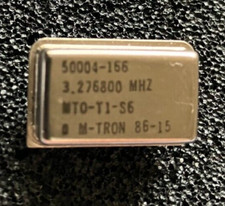 50004-166
3.276800 MHZ
MTO-T1-S6
M-TRON 86-15